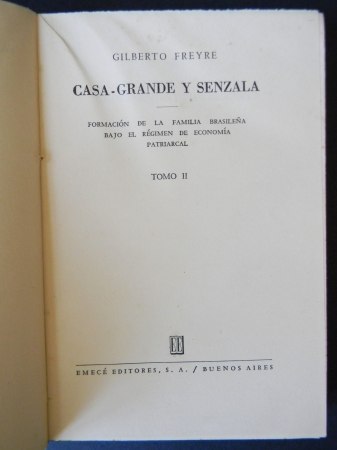 GILBERTO FREYRE
CASA-GRANDE Y SENZALA
FORMACIÓN DE LA FAMILIA BRASILEÑA
BAJO EL RÉGIMEN DE ECONOMÍA
PATRIARCAL
TOMO II
EMECÉ EDITORES, S. A. / BUENOS AIRES